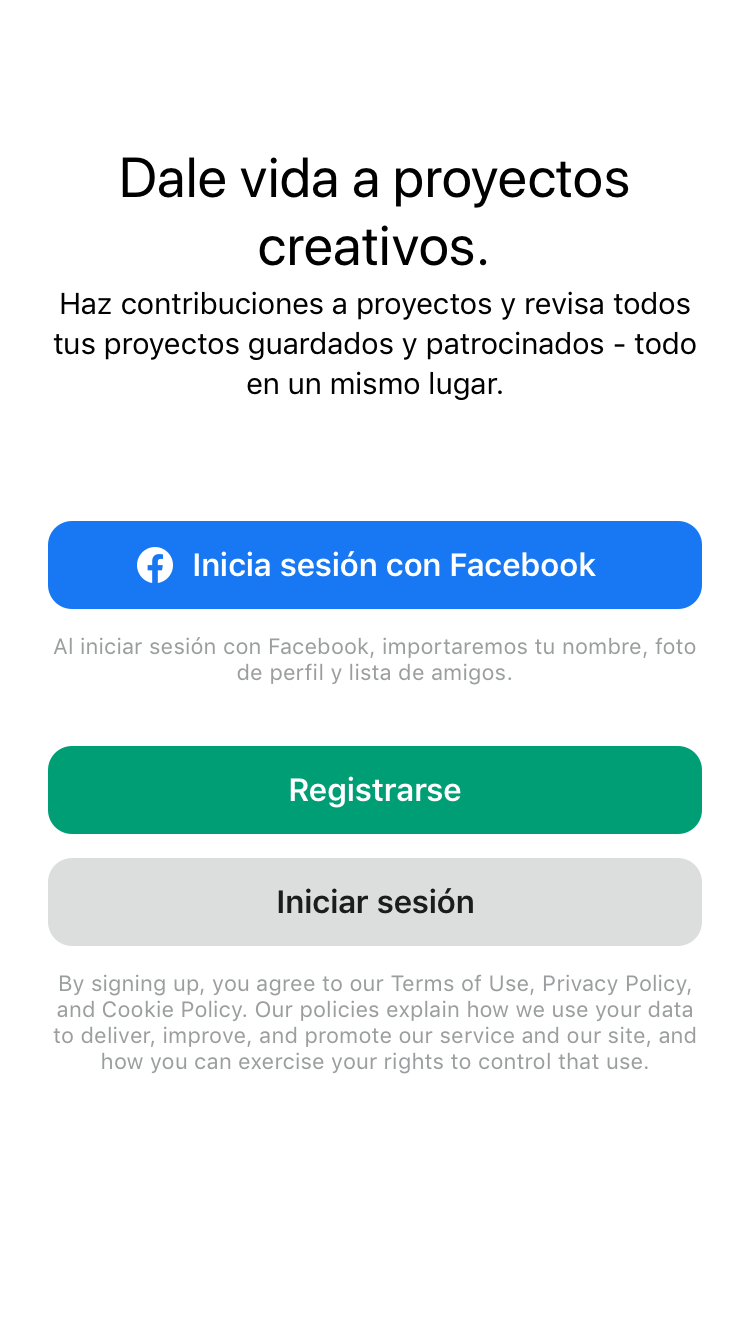 Dale vida a proyectos
creativos.
Haz contribuciones a proyectos y revisa todos
tus proyectos guardados y patrocinados - todo
en un mismo lugar.
Inicia sesión con Facebook
Al iniciar sesión con Facebook, importaremos tu nombre, foto
de perfil y lista de amigos.
Registrarse
Iniciar sesión
By signing up, you agree to our Terms of Use, Privacy Policy,
and Cookie Policy. Our policies explain how we use your data
to deliver, improve, and promote our service and our site, and
how you can exercise your rights to control that use.